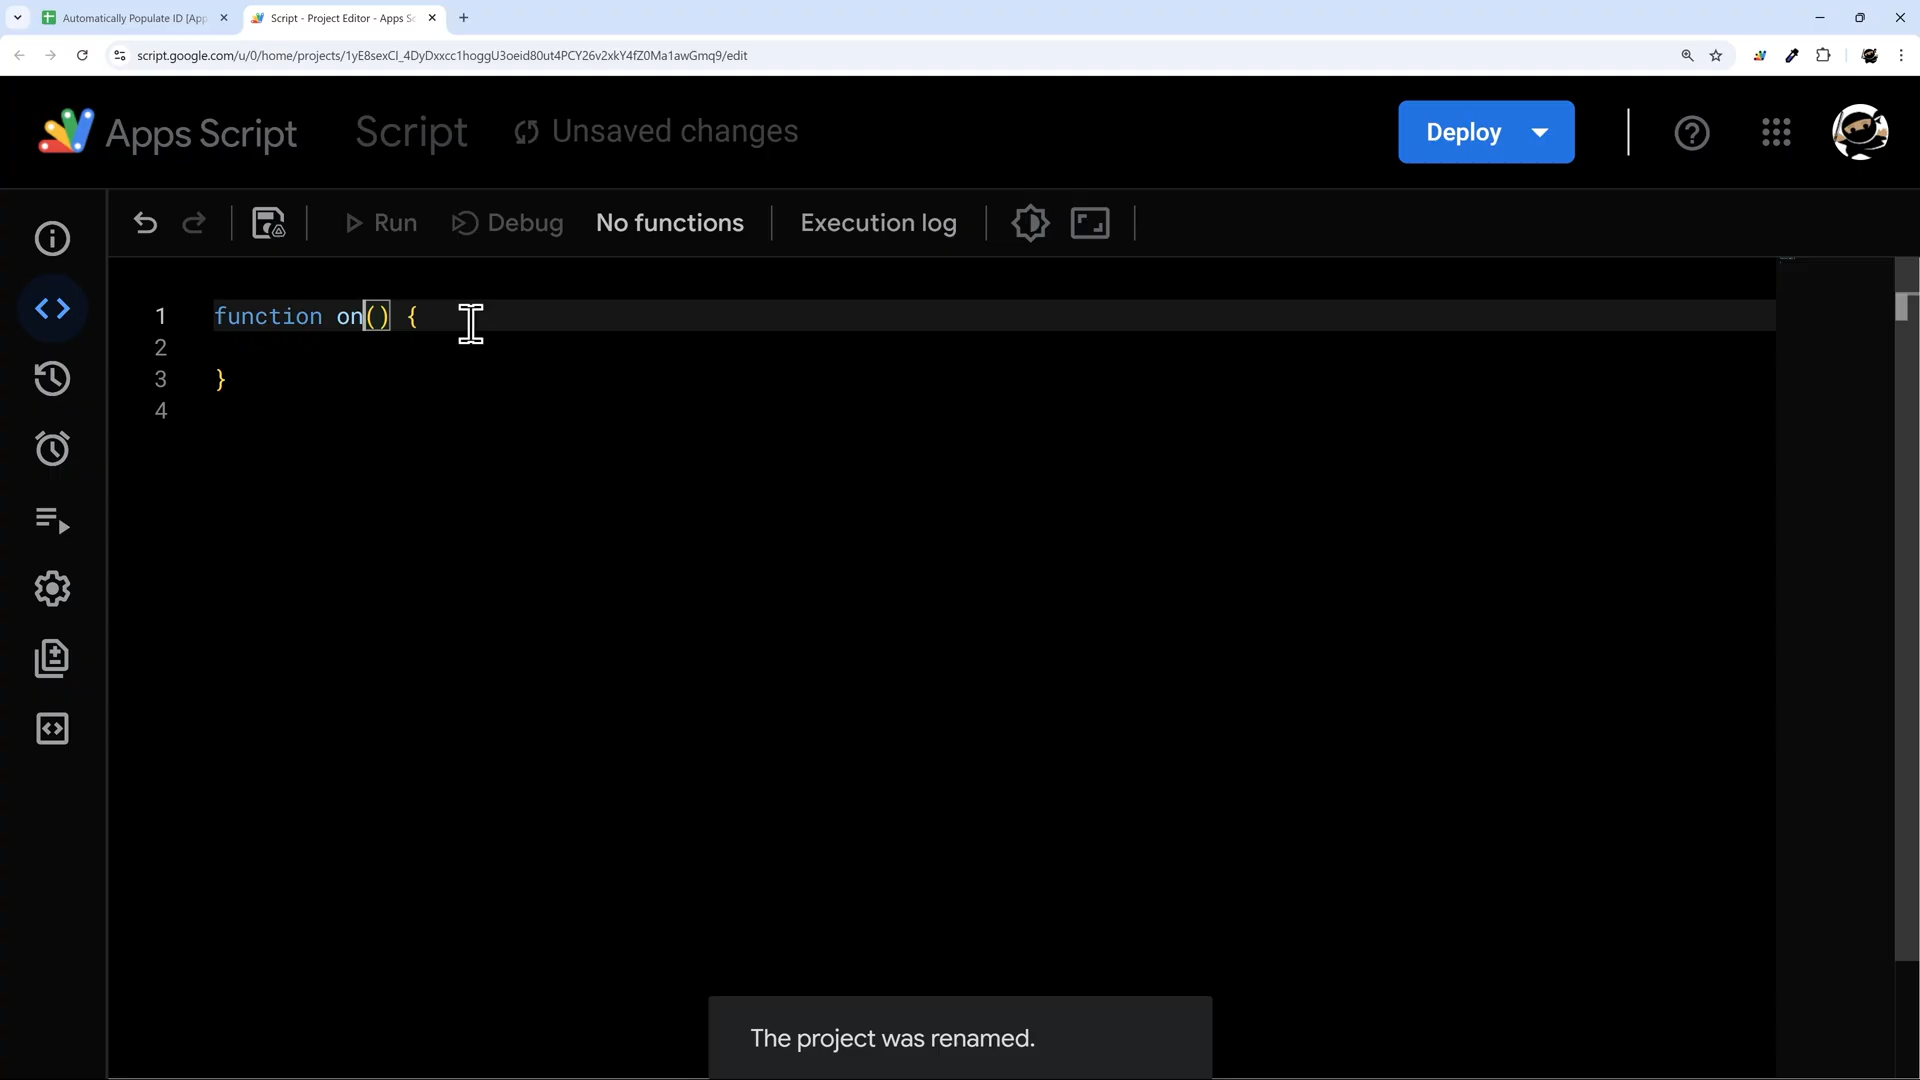 Automatically Populate ID [App
Script - Project Editor - Apps Sc
script.google.com/u/0/home/projects/1yE8sexCl_4DyDxxcc1hoggU3oeid80ut4PCY26v2xkY4fZ0Ma1awGmq9/edit
Apps Script
Script
Unsaved changes
Deploy
Run
Debug
No functions
Execution log
1 function on() {
2
3 }
4
The project was renamed.